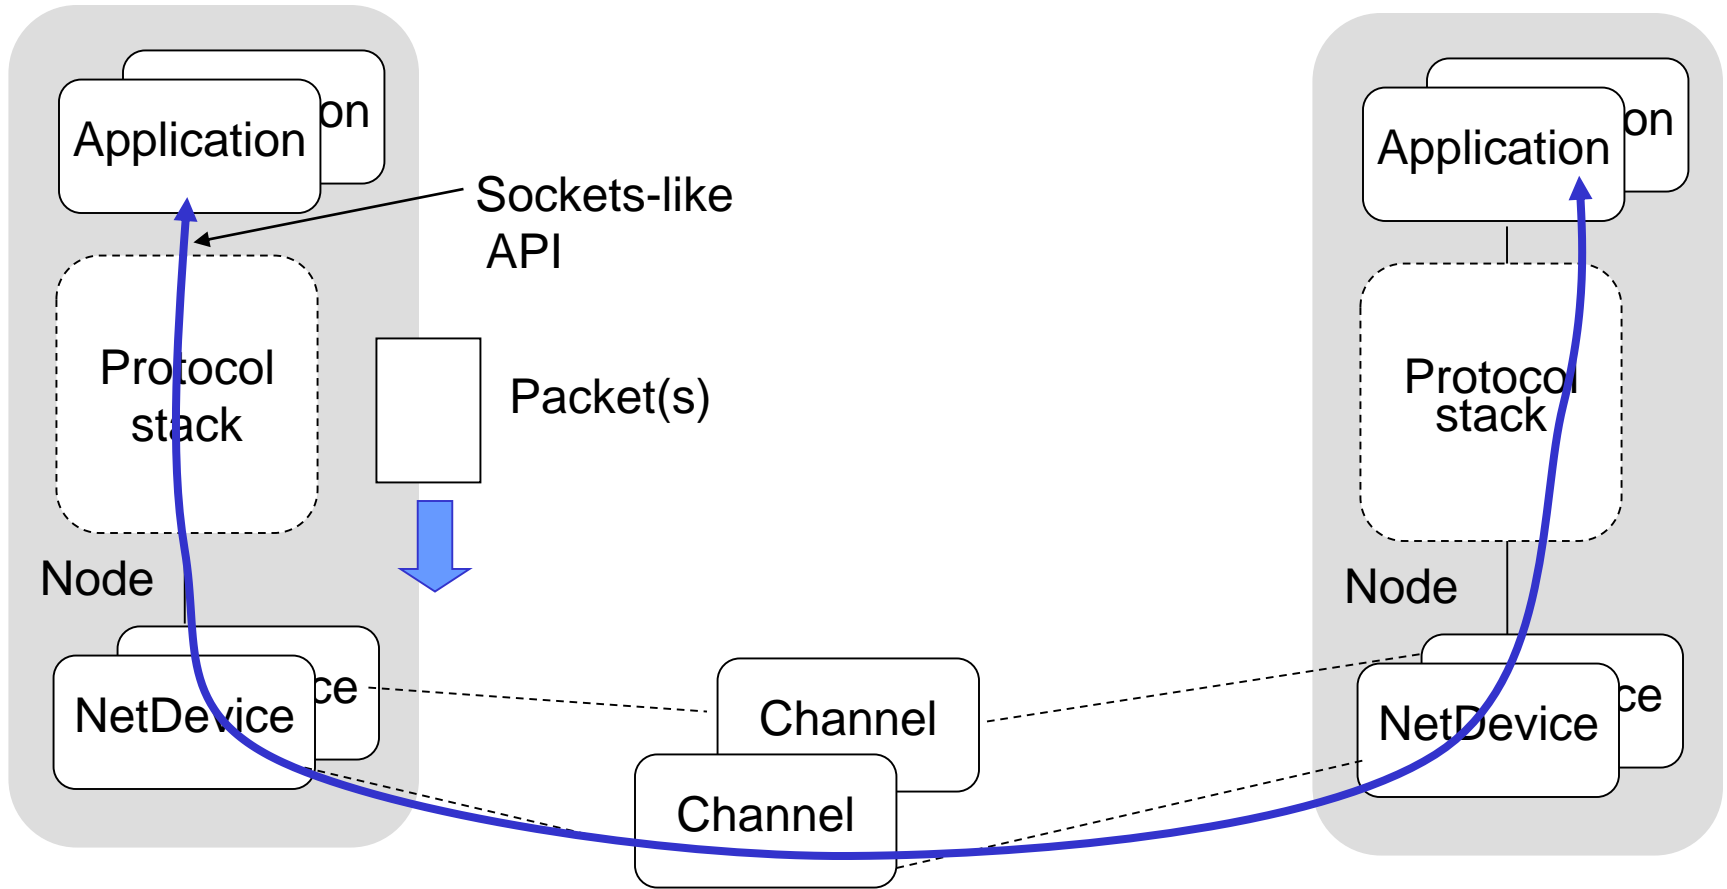 Application
on
Sockets-like
API
Protocol
stack
Packet(s)
Node
NetDevice
ce
Channel
Channel
Application
on
Protocol
stack
Node
NetDevice
ce